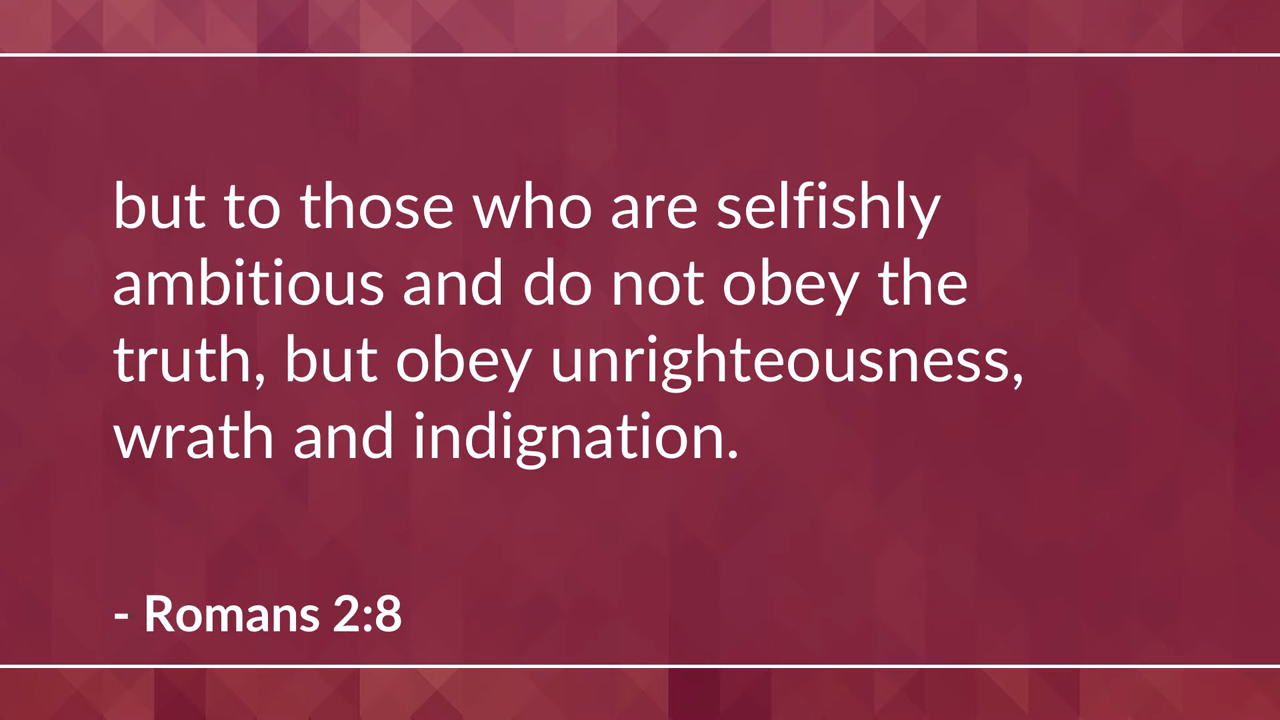 but to those who are selfishly
ambitious and do not obey the
truth, but obey unrighteousness,
wrath and indignation.
- Romans 2:8